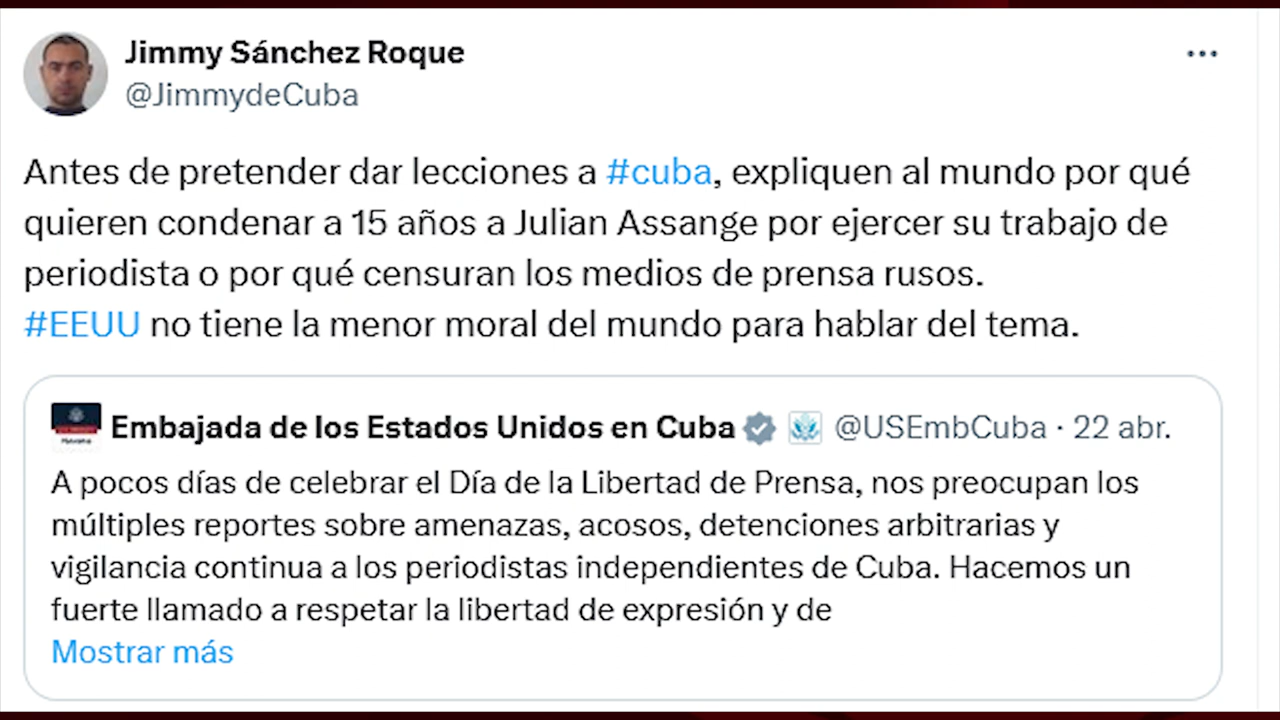 Jimmy Sánchez Roque
@JimmydeCuba
Antes de pretender dar lecciones a #cuba, expliquen al mundo por qué
quieren condenar a 15 años a Julian Assange por ejercer su trabajo de
periodista o por qué censuran los medios de prensa rusos.
#EEUU no tiene la menor moral del mundo para hablar del tema.
Embajada de los Estados Unidos en Cuba @USEmbCuba · 22 abr.
A pocos días de celebrar el Día de la Libertad de Prensa, nos preocupan los
múltiples reportes sobre amenazas, acosos, detenciones arbitrarias y
vigilancia continua a los periodistas independientes de Cuba. Hacemos un
fuerte llamado a respetar la libertad de expresión y de
Mostrar más